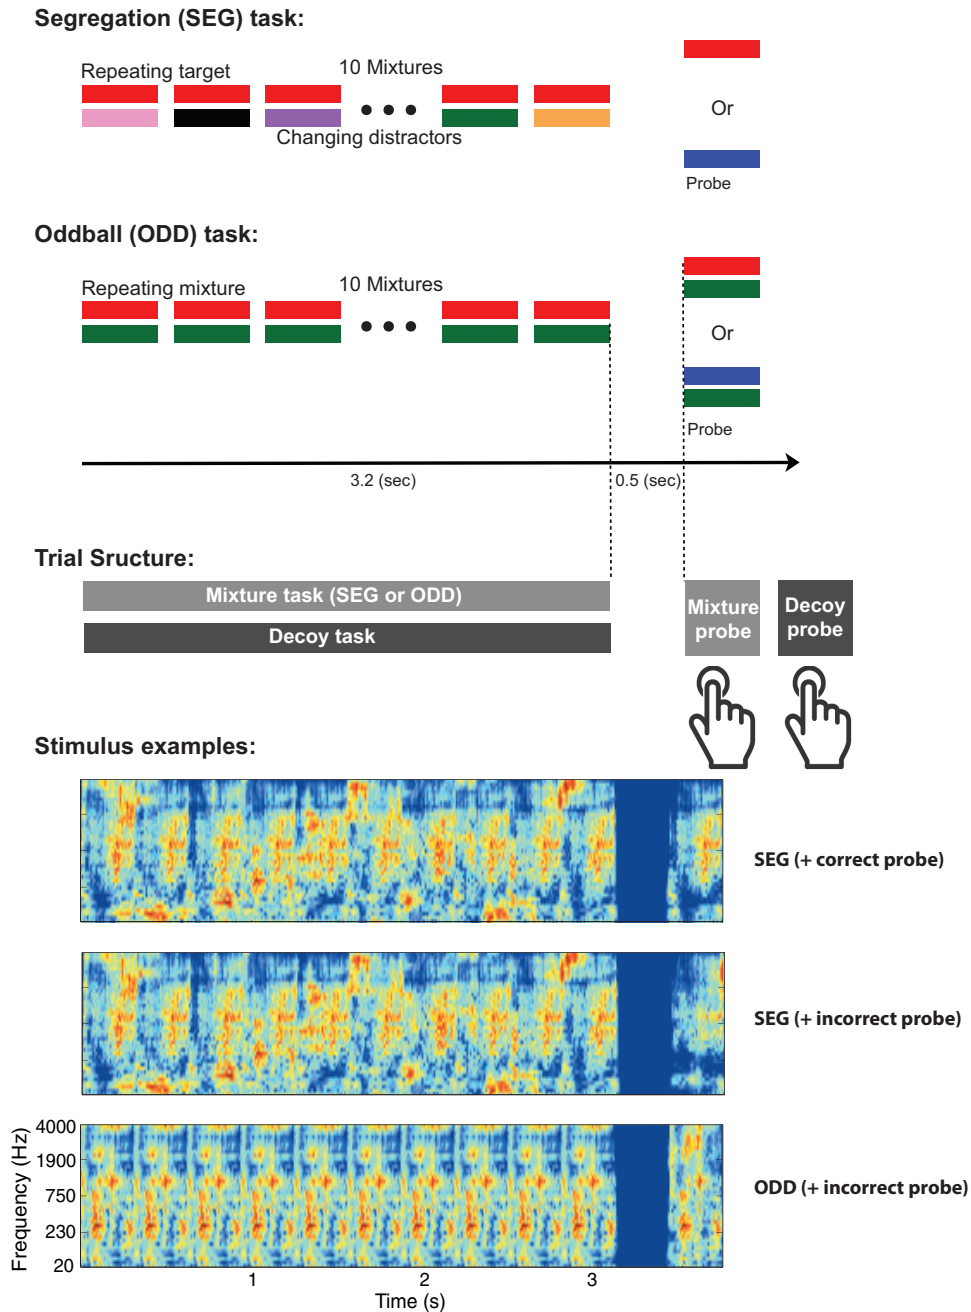 Segregation (SEG) task:
Repeating target
10 Mixtures
Changing distractors
Or
Probe
Oddball (ODD) task:
Repeating mixture
10 Mixtures
Or
Probe
3.2 (sec)
0.5 (sec)
Trial Sructure:
Mixture task (SEG or ODD)
Decoy task
Mixture
probe
Decoy
probe
Stimulus examples:
SEG (+ correct probe)
SEG (+ incorrect probe)
ODD (+ incorrect probe)
Frequency (Hz)
4000
1900
750
230
20
1
2
3
Time (s)